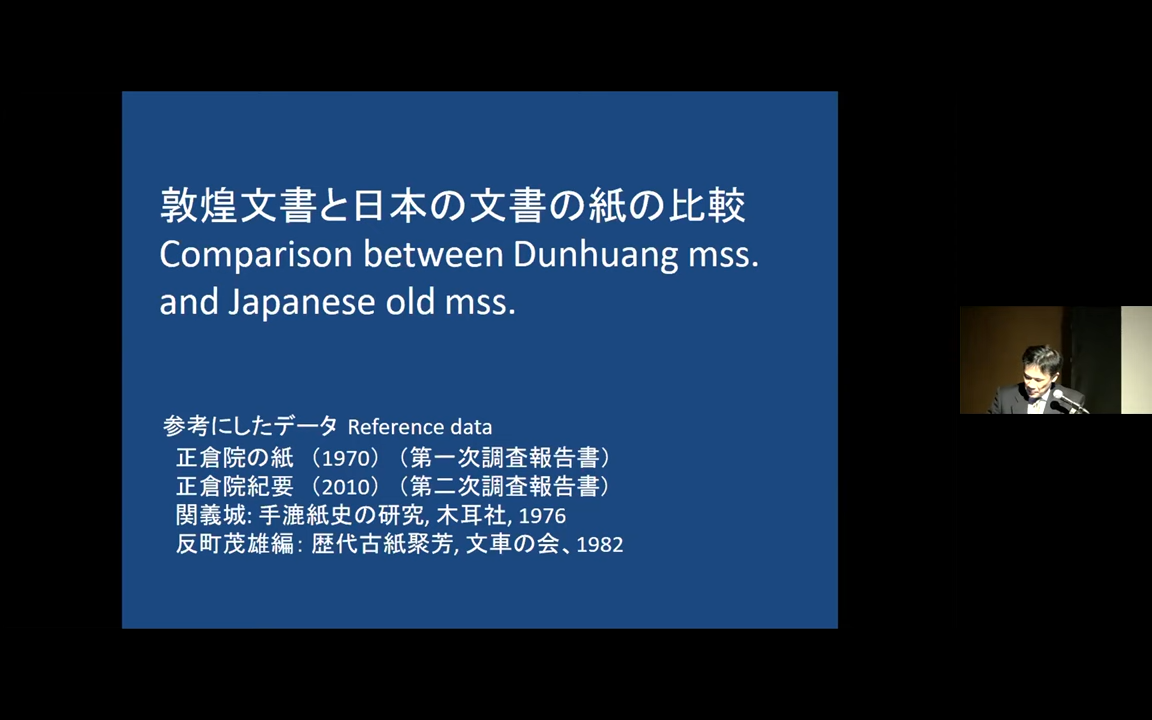 敦煌文書と日本の文書の紙の比較
Comparison between Dunhuang mss.
and Japanese old mss.
参考にしたデータ Reference data
正倉院の紙 （1970）（第一次調査報告書）
正倉院紀要 （2010）（第二次調査報告書）
関義城: 手漉紙史の研究, 木耳社, 1976
反町茂雄編： 歴代古紙聚芳, 文車の会、1982